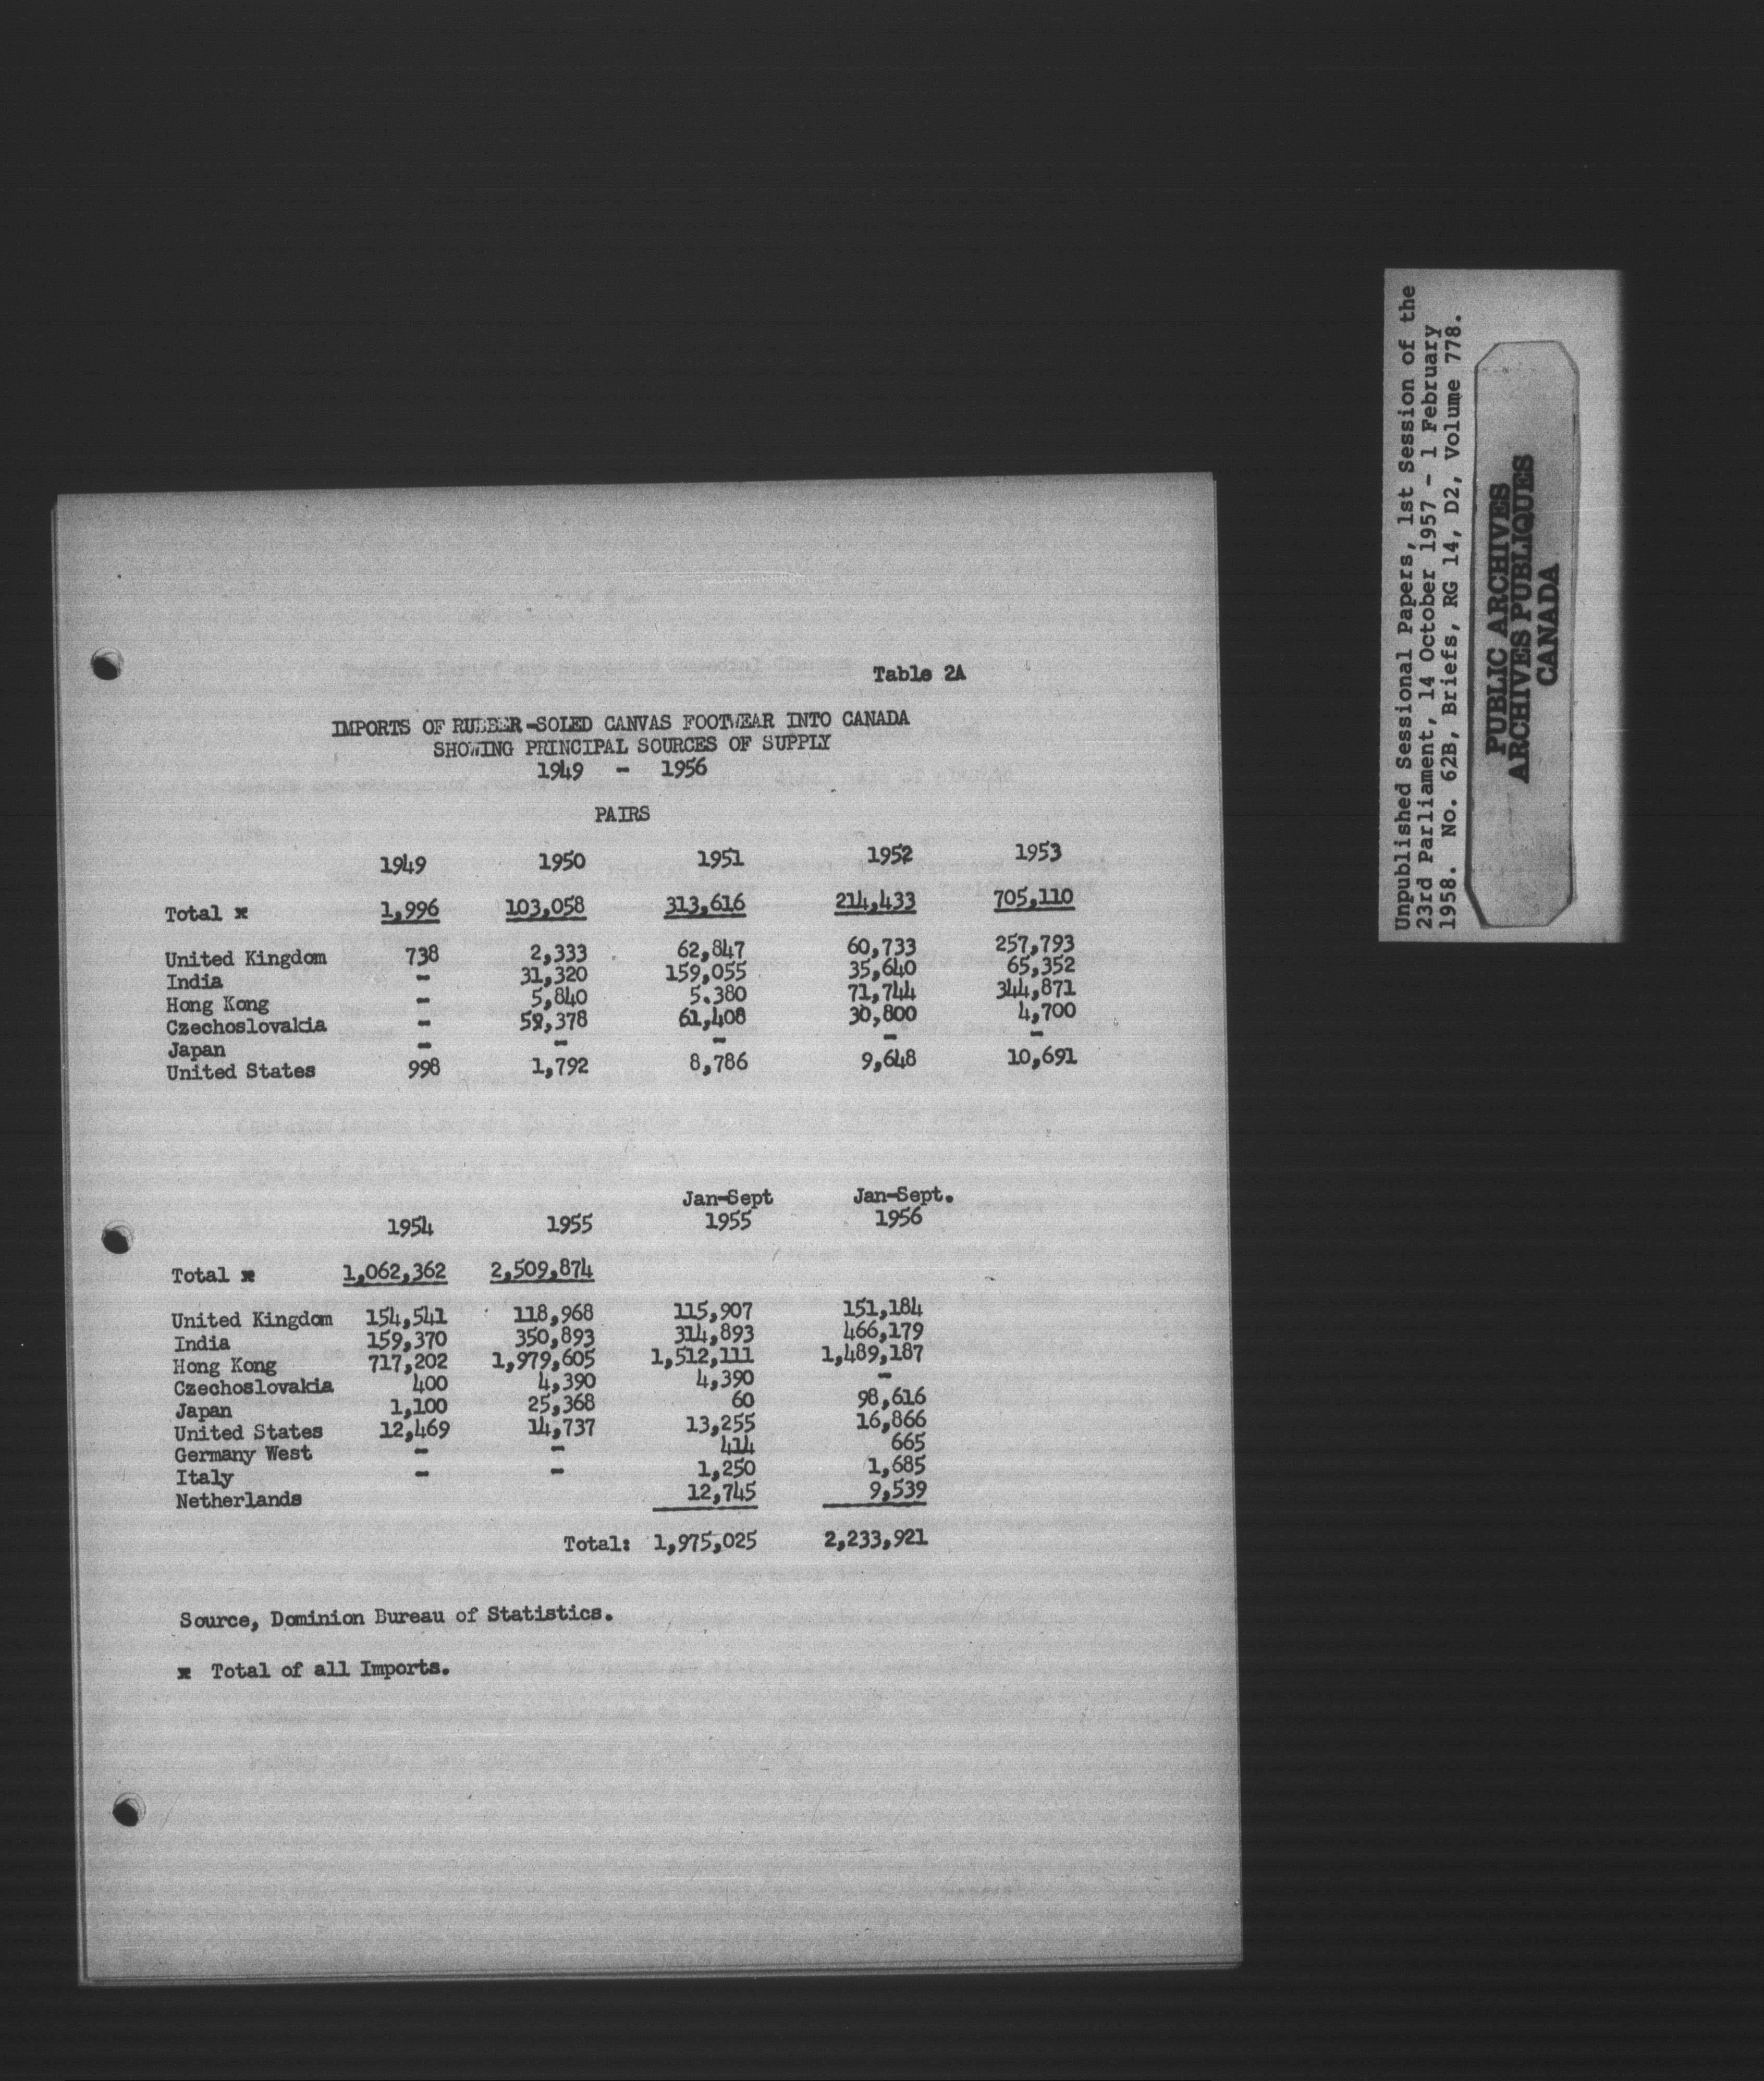 Table 2A
IMPORTS OF RUBBER-SOLED CANVAS FOOTWEAR INTO CANADA
SHOWING PRINCIPAL SOURCES OF SUPPLY
1949 - 1956
PAIRS
1949 1950 1951 1952 1953
Total x 1,996 103,058 313,616 214,433 705,110
United Kingdom 738 2,333 62,847 60,733 257,793
India - 31,320 159,055 35,640 65,352
Hong Kong - 5,840 5.380 71,744 344,871
Czechoslovakia - 59,378 61,408 30,800 4,700
Japan - - - - -
United States 998 1,792 8,786 9,648 10,691
Jan-Sept Jan-Sept.
1954 1955 1955 1956
Total x 1,062,362 2,509,874
United Kingdom 154,541 118,968 115,907 151,184
India 159,370 350,893 314,893 466,179
Hong Kong 717,202 1,979,605 1,512,111 1,489,187
Czechoslovakia 400 4,390 4,390 -
Japan 1,100 25,368 60 98,616
United States 12,469 14,737 13,255 16,866
Germany West - - 414 665
Italy - - 1,250 1,685
Netherlands 12,745 9,539
Total: 1,975,025 2,233,921
Source, Dominion Bureau of Statistics.
x Total of all Imports.
Unpublished Sessional Papers, 1st Session of the
23rd Parliament, 14 October 1957 - 1 February
1958. No. 62B, Briefs, RG 14, D2, Volume 778.
PUBLIC ARCHIVES
ARCHIVES PUBLIQUES
CANADA